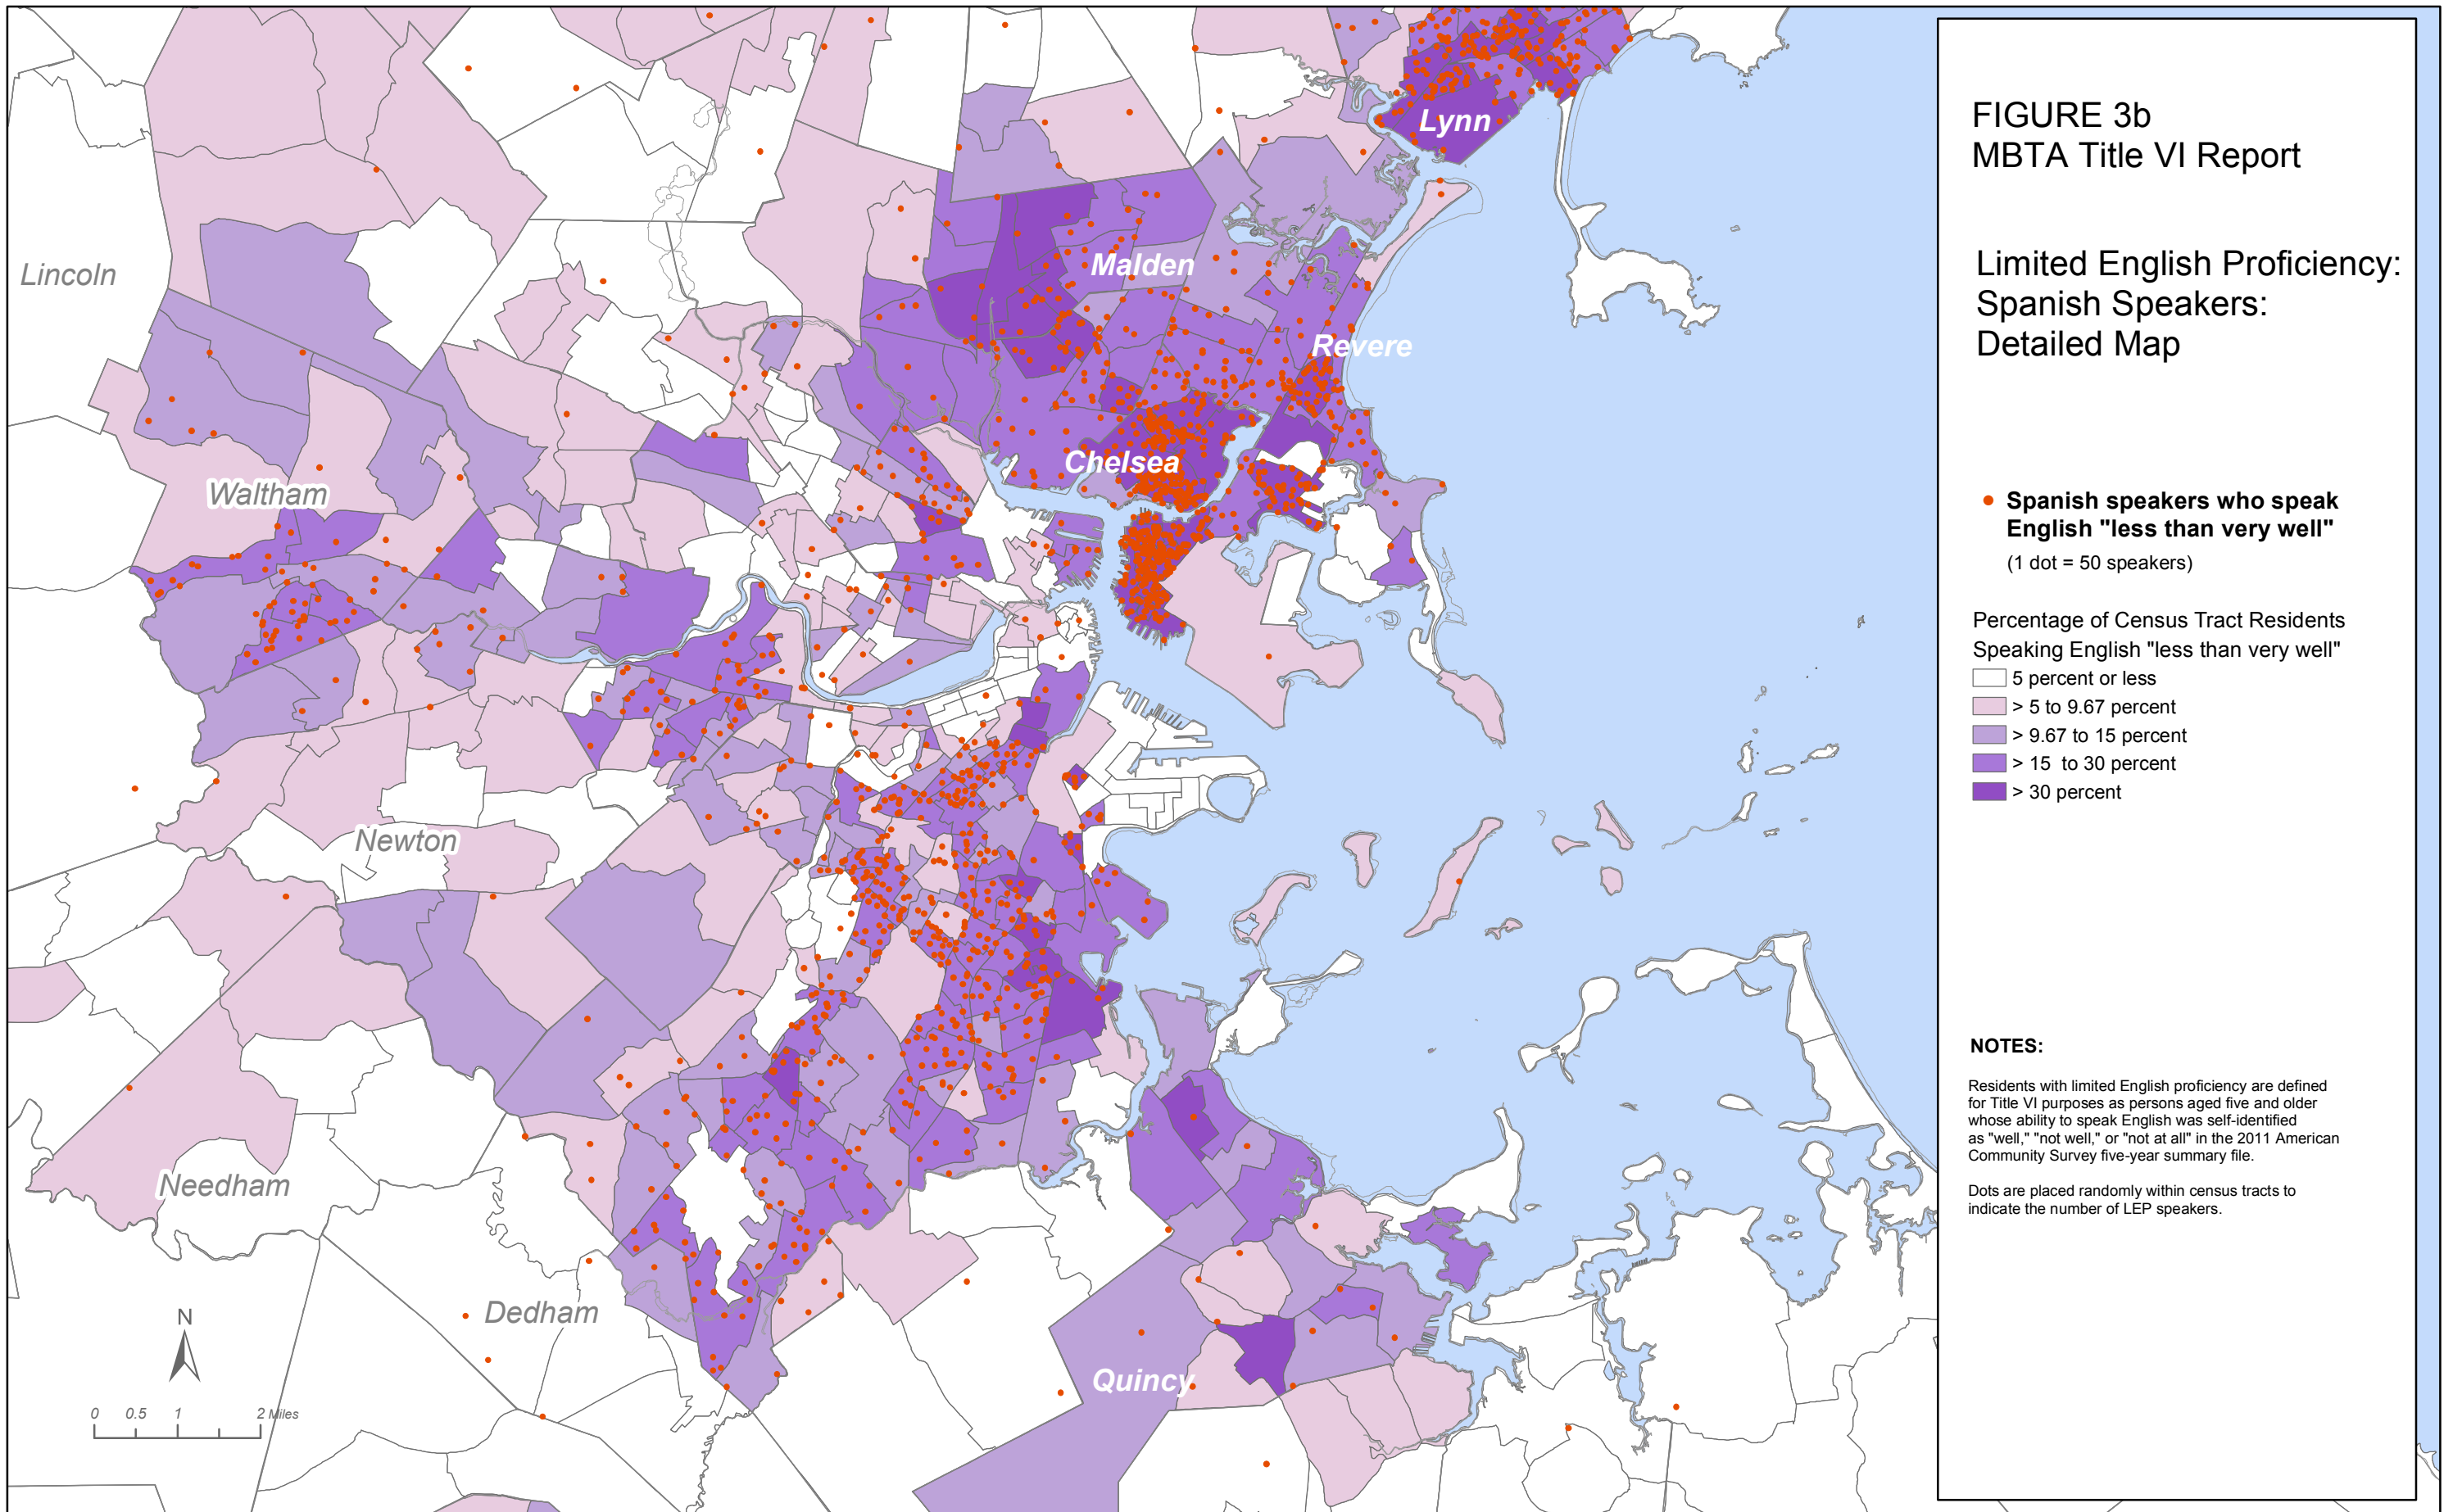 FIGURE 3b
MBTA Title VI Report
Limited English Proficiency:
Spanish Speakers:
Detailed Map
Spanish speakers who speak
English "less than very well"
(1 dot = 50 speakers)
Percentage of Census Tract Residents
Speaking English "less than very well"
5 percent or less
> 5 to 9.67 percent
> 9.67 to 15 percent
> 15 to 30 percent
> 30 percent
NOTES:
Residents with limited English proficiency are defined
for Title VI purposes as persons aged five and older
whose ability to speak English was self-identified
as "well," "not well," or "not at all" in the 2011 American
Community Survey five-year summary file.
Dots are placed randomly within census tracts to
indicate the number of LEP speakers.
Lynn
Lincoln
Malden
Revere
Chelsea
Waltham
Newton
Needham
Dedham
Quincy
N
0 0.5 1 2 Miles